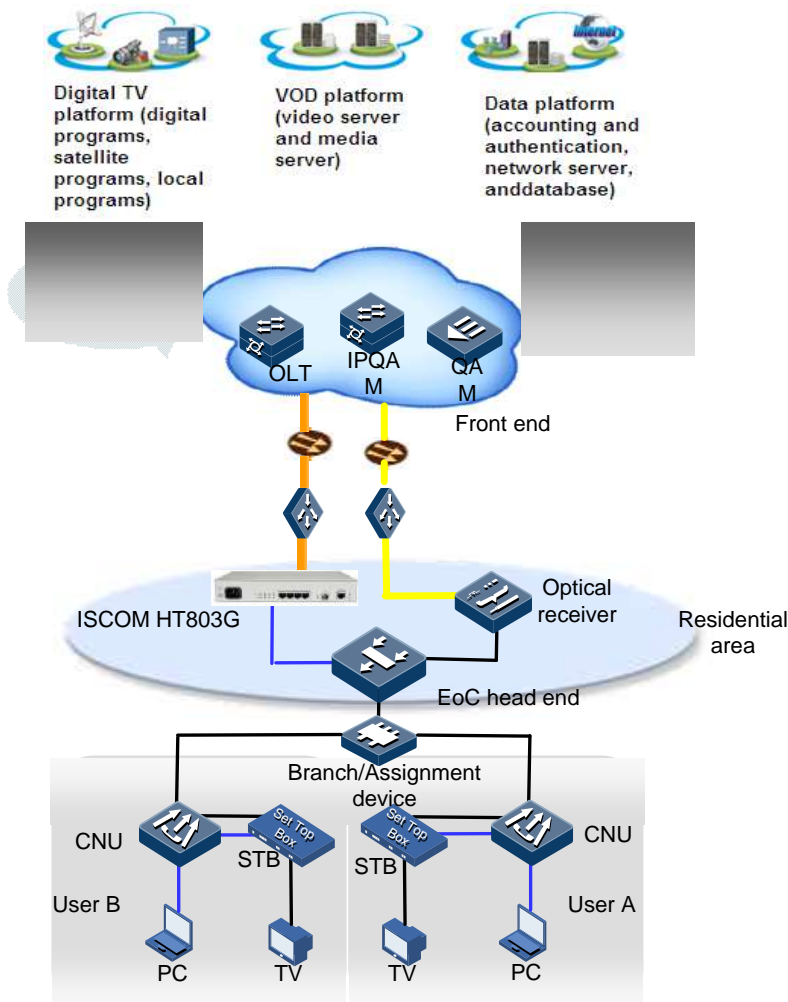 Digital TV
platform (digital
programs,
satellite
programs, local
programs)
VOD platform
(video server
and media
server)
Internet
Data platform
(accounting and
authentication,
network server,
anddatabase)
OLT
IPQA
M
QA
M
Front end
ISCOM HT803G
Optical
receiver
Residential
area
EoC head end
Branch/Assignment
device
CNU
Set Top
Box
STB
User B
PC
TV
Set Top
Box
STB
CNU
User A
TV
PC